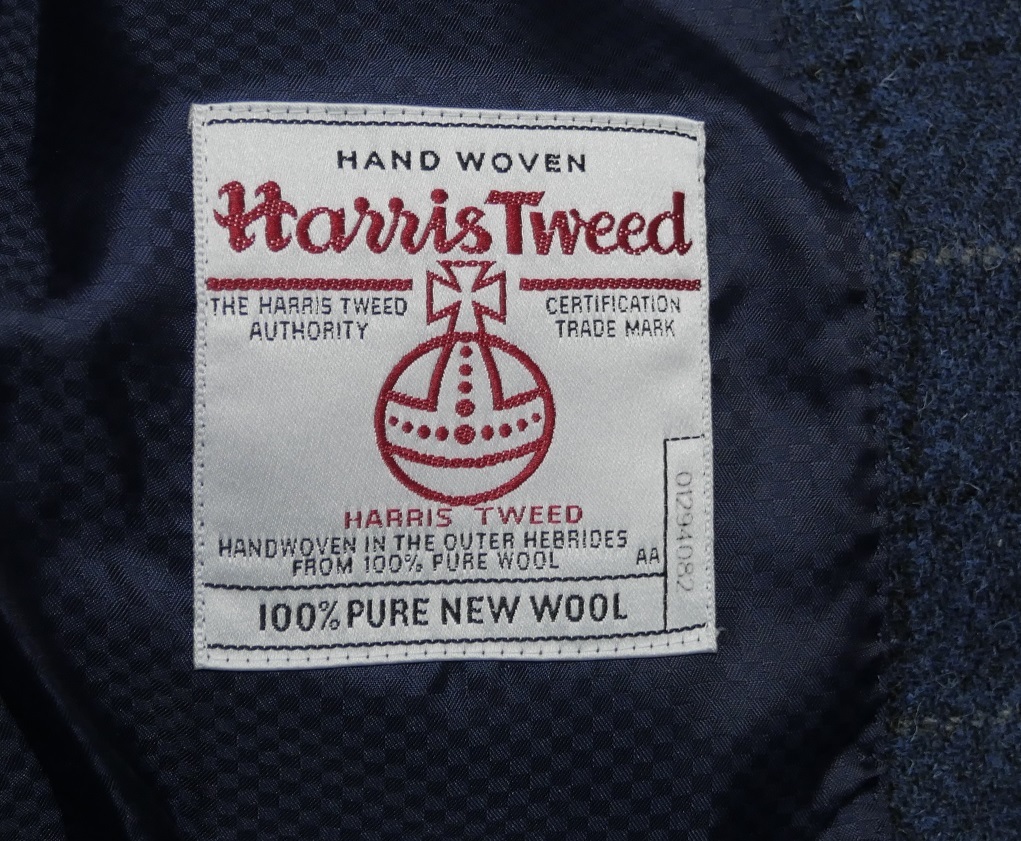 HAND WOVEN
Harris Tweed
THE HARRIS TWEED
AUTHORITY
CERTIFICATION
TRADE MARK
HARRIS TWEED
HANDWOVEN IN THE OUTER HEBRIDES
FROM 100% PURE WOOL
AA
01294082
100% PURE NEW WOOL